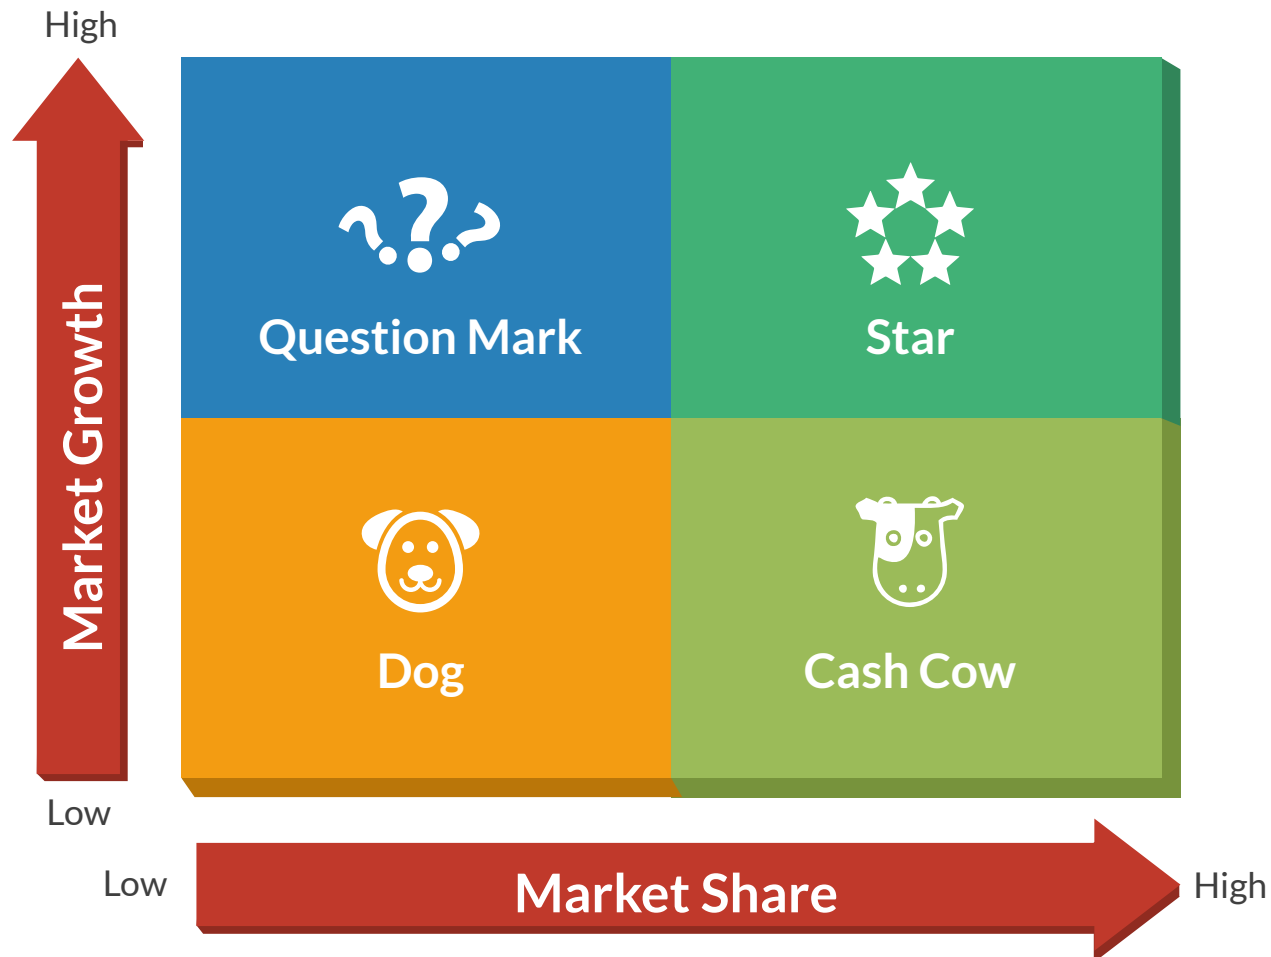 High
Market Growth
Question Mark
Star
Dog
Cash Cow
Low
Low
Market Share
High